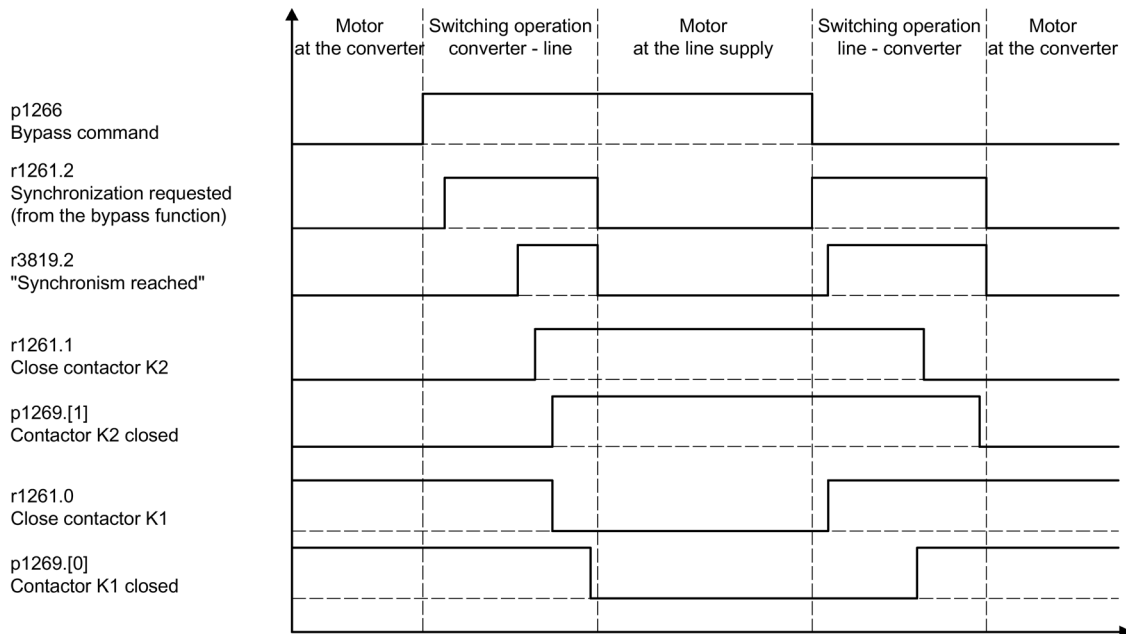 Motor
at the converter
Switching operation
converter - line
Motor
at the line supply
Switching operation
line - converter
Motor
at the converter
p1266
Bypass command
r1261.2
Synchronization requested
(from the bypass function)
r3819.2
"Synchronism reached"
r1261.1
Close contactor K2
p1269.[1]
Contactor K2 closed
r1261.0
Close contactor K1
p1269.[0]
Contactor K1 closed